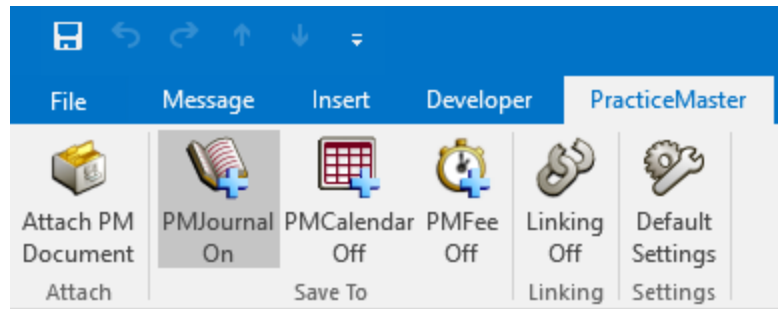 File Message Insert Developer PracticeMaster
Attach PM PMJournal PMCalendar PMFee Linking Default
Document On Off Off Off Settings
Attach Save To Linking Settings